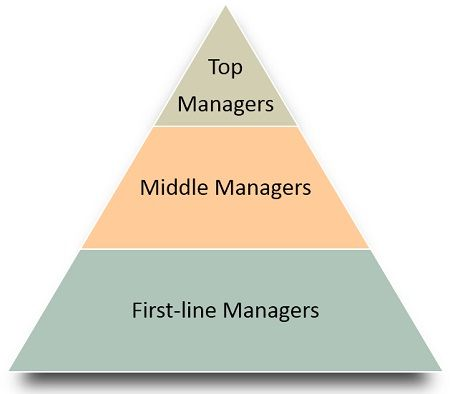 Top
Managers
Middle Managers
First-line Managers